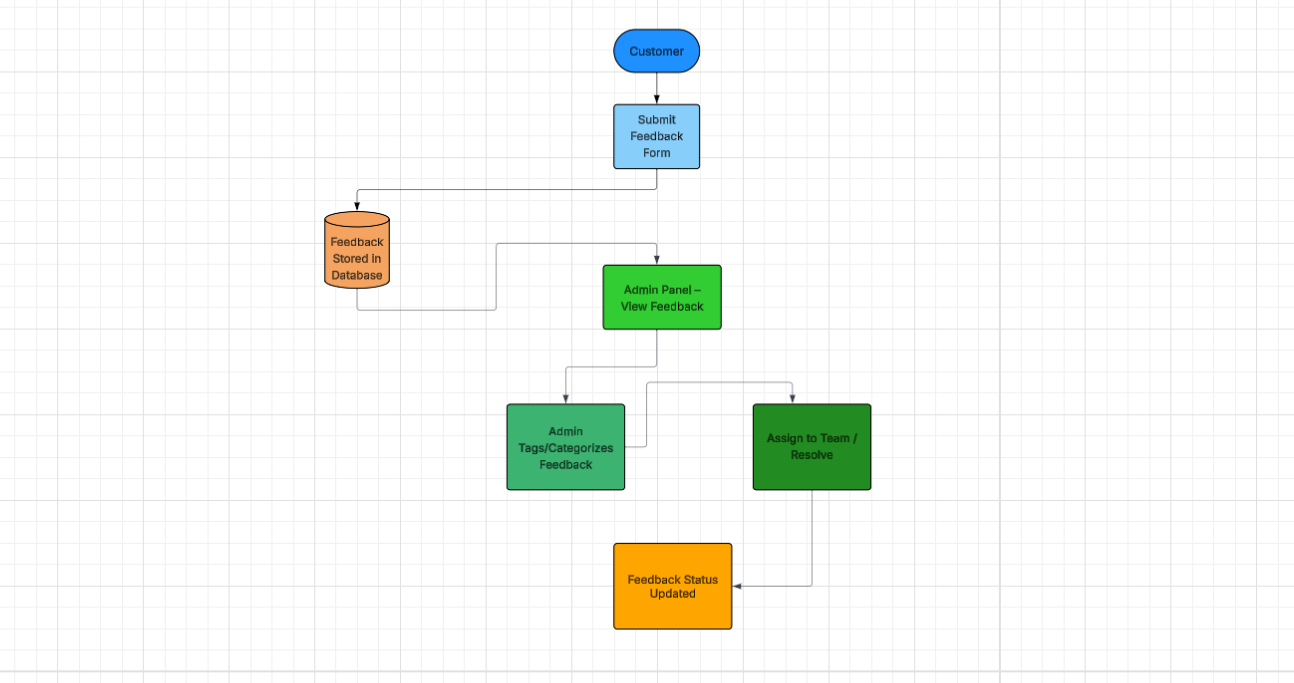 Customer
Submit
Feedback
Form
Feedback
Stored in
Database
Admin Panel –
View Feedback
Admin
Tags/Categorizes
Feedback
Assign to Team /
Resolve
Feedback Status
Updated